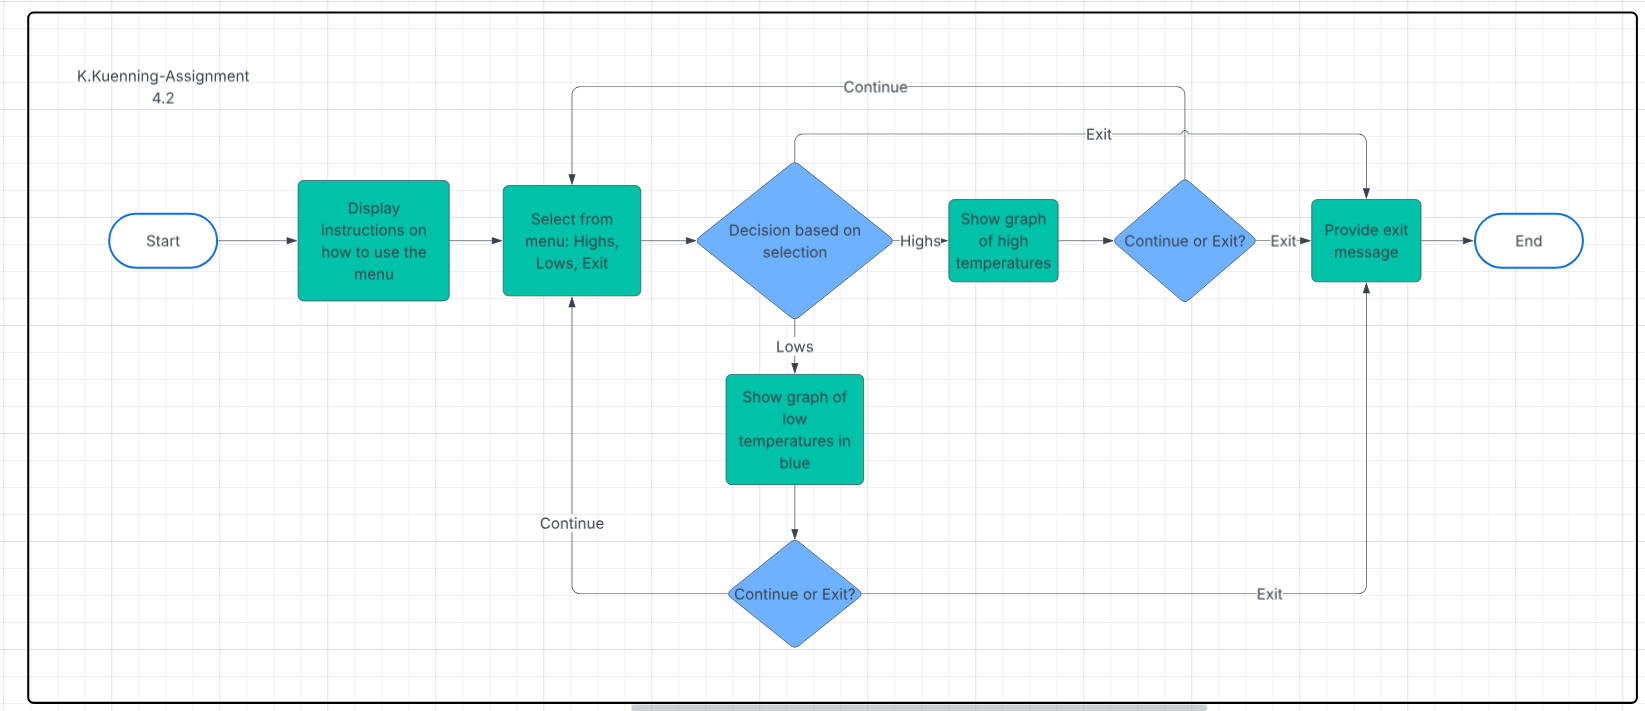 K.Kuenning-Assignment
4.2
Continue
Exit
Start
Display
instructions on
how to use the
menu
Select from
menu: Highs,
Lows, Exit
Decision based on
selection
Highs
Show graph
of high
temperatures
Continue or Exit?
Exit
Provide exit
message
End
Lows
Show graph of
low
temperatures in
blue
Continue
Continue or Exit?
Exit